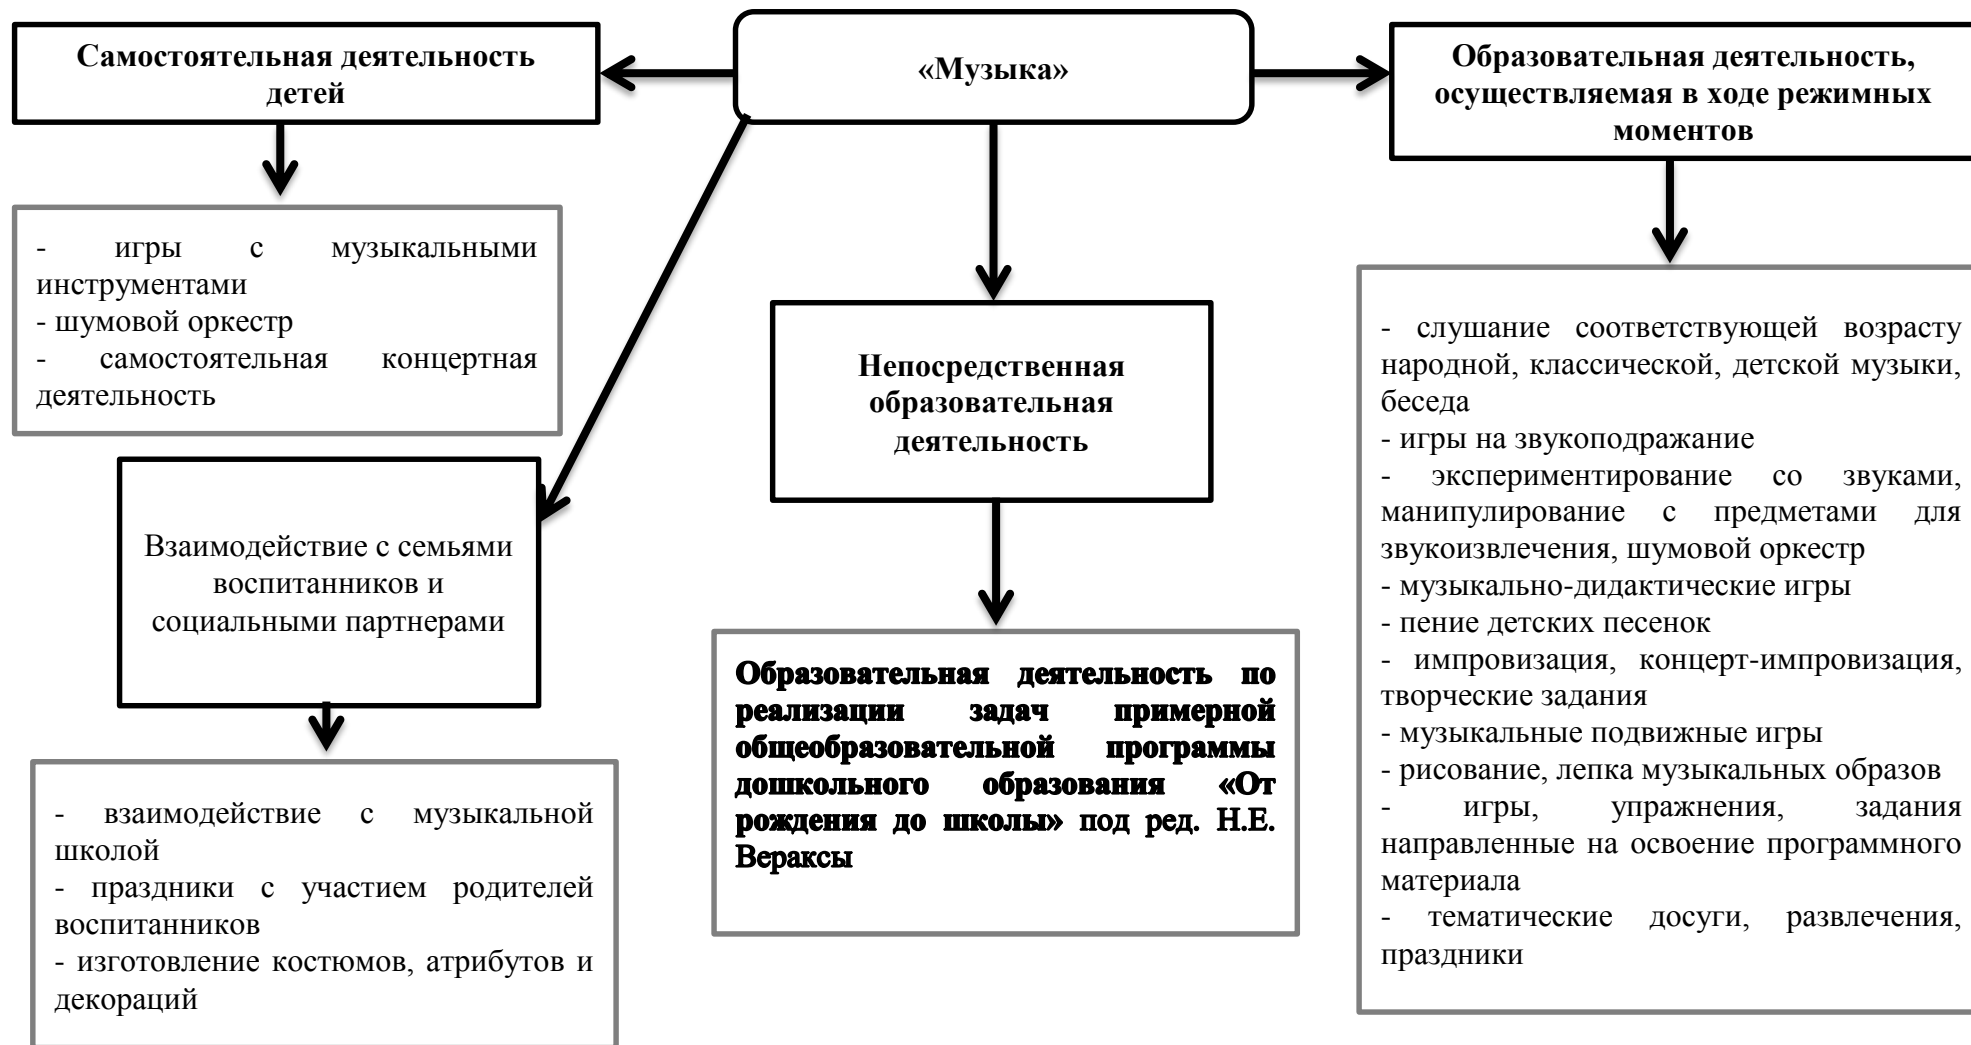 Самостоятельная деятельность
детей
«Музыка»
Образовательная деятельность,
осуществляемая в ходе режимных
моментов
- игры с музыкальными
инструментами
- шумовой оркестр
- самостоятельная концертная
деятельность
Взаимодействие с семьями
воспитанников и
социальными партнерами
- взаимодействие с музыкальной
школой
- праздники с участием родителей
воспитанников
- изготовление костюмов, атрибутов и
декораций
Непосредственная
образовательная
деятельность
Образовательная деятельность по
реализации задач примерной
общеобразовательной программы
дошкольного образования «От
рождения до школы» под ред. Н.Е.
Вераксы
- слушание соответствующей возрасту
народной, классической, детской музыки,
беседа
- игры на звукоподражание
- экспериментирование со звуками,
манипулирование с предметами для
звукоизвлечения, шумовой оркестр
- музыкально-дидактические игры
- пение детских песенок
- импровизация, концерт-импровизация,
творческие задания
- музыкальные подвижные игры
- рисование, лепка музыкальных образов
- игры, упражнения, задания
направленные на освоение программного
материала
- тематические досуги, развлечения,
праздники